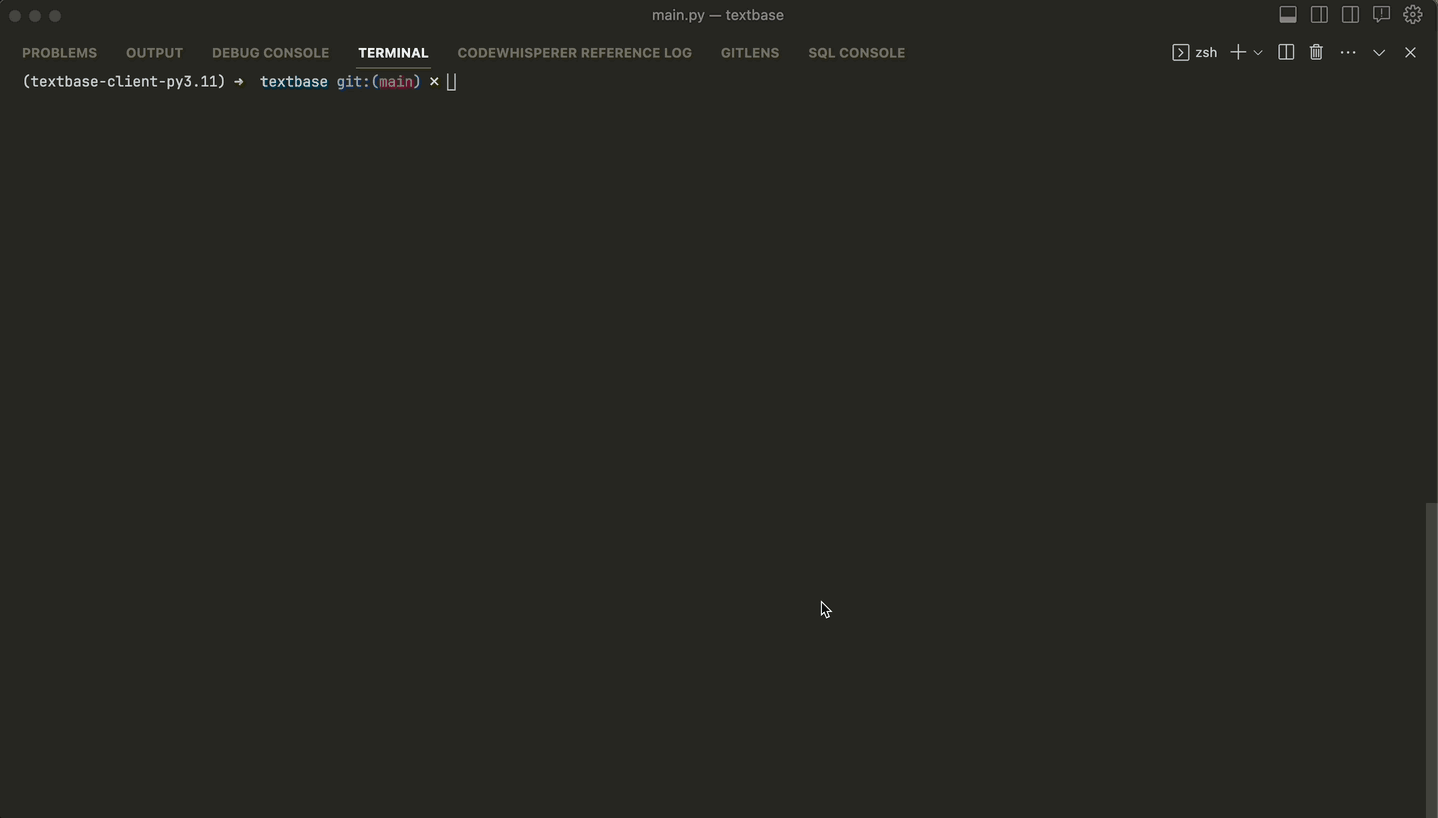 main.py — textbase
PROBLEMS OUTPUT DEBUG CONSOLE TERMINAL CODEWHISPERER REFERENCE LOG GITLENS SQL CONSOLE zsh
(textbase-client-py3.11) → textbase git:(main) ×